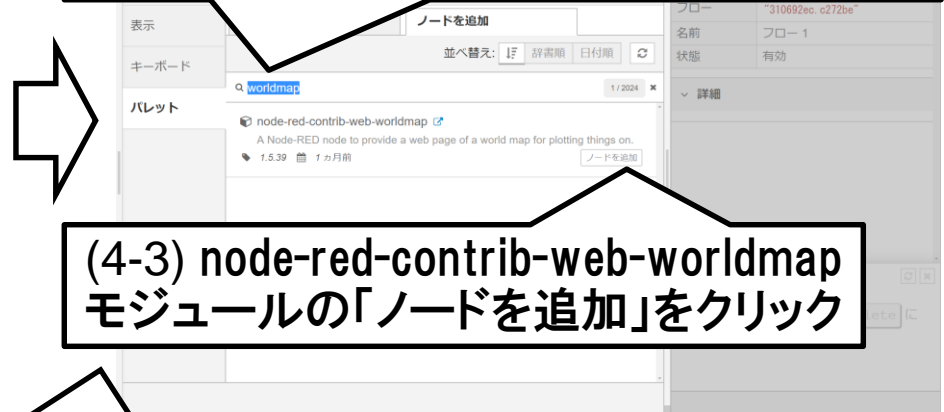 ノードを追加
フロー "310692ec.c272be"
表示
名前 フロー 1
並べ替え: 辞書順 日付順
状態 有効
キーボード
worldmap 1 / 2024 ×
詳細
パレット
node-red-contrib-web-worldmap
A Node-RED node to provide a web page of a world map for plotting things on.
1.5.39 1 カ月前 ノードを追加
(4-3) node-red-contrib-web-worldmap
モジュールの「ノードを追加」をクリック
lete に